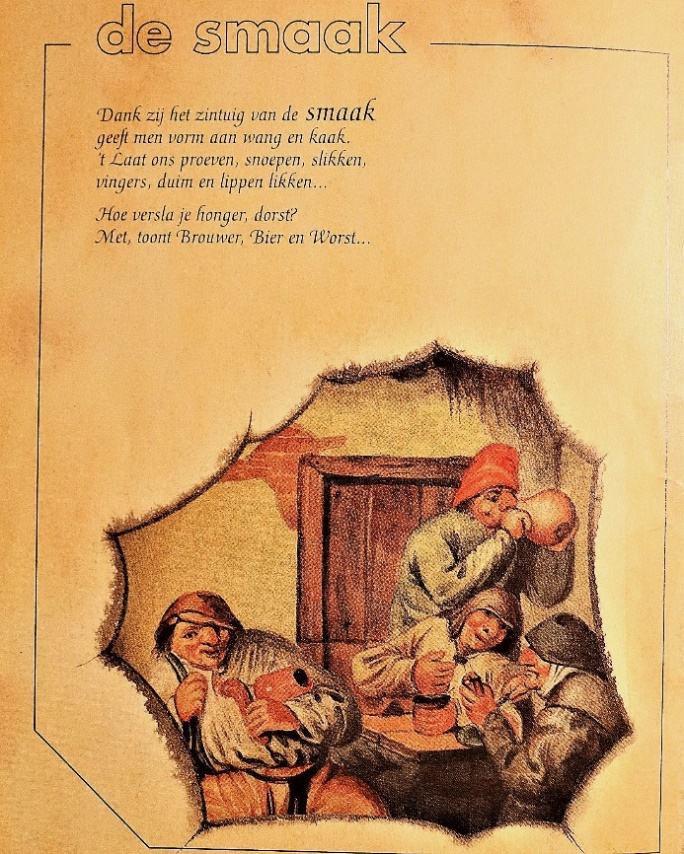 de smaak
Dank zij het zintuig van de smaak
geeft men vorm aan wang en kaak.
't Laat ons proeven, snoepen, slikken,
vingers, duim en lippen likken...
Hoe versla je honger, dorst?
Met, toont Brouwer, Bier en Worst...